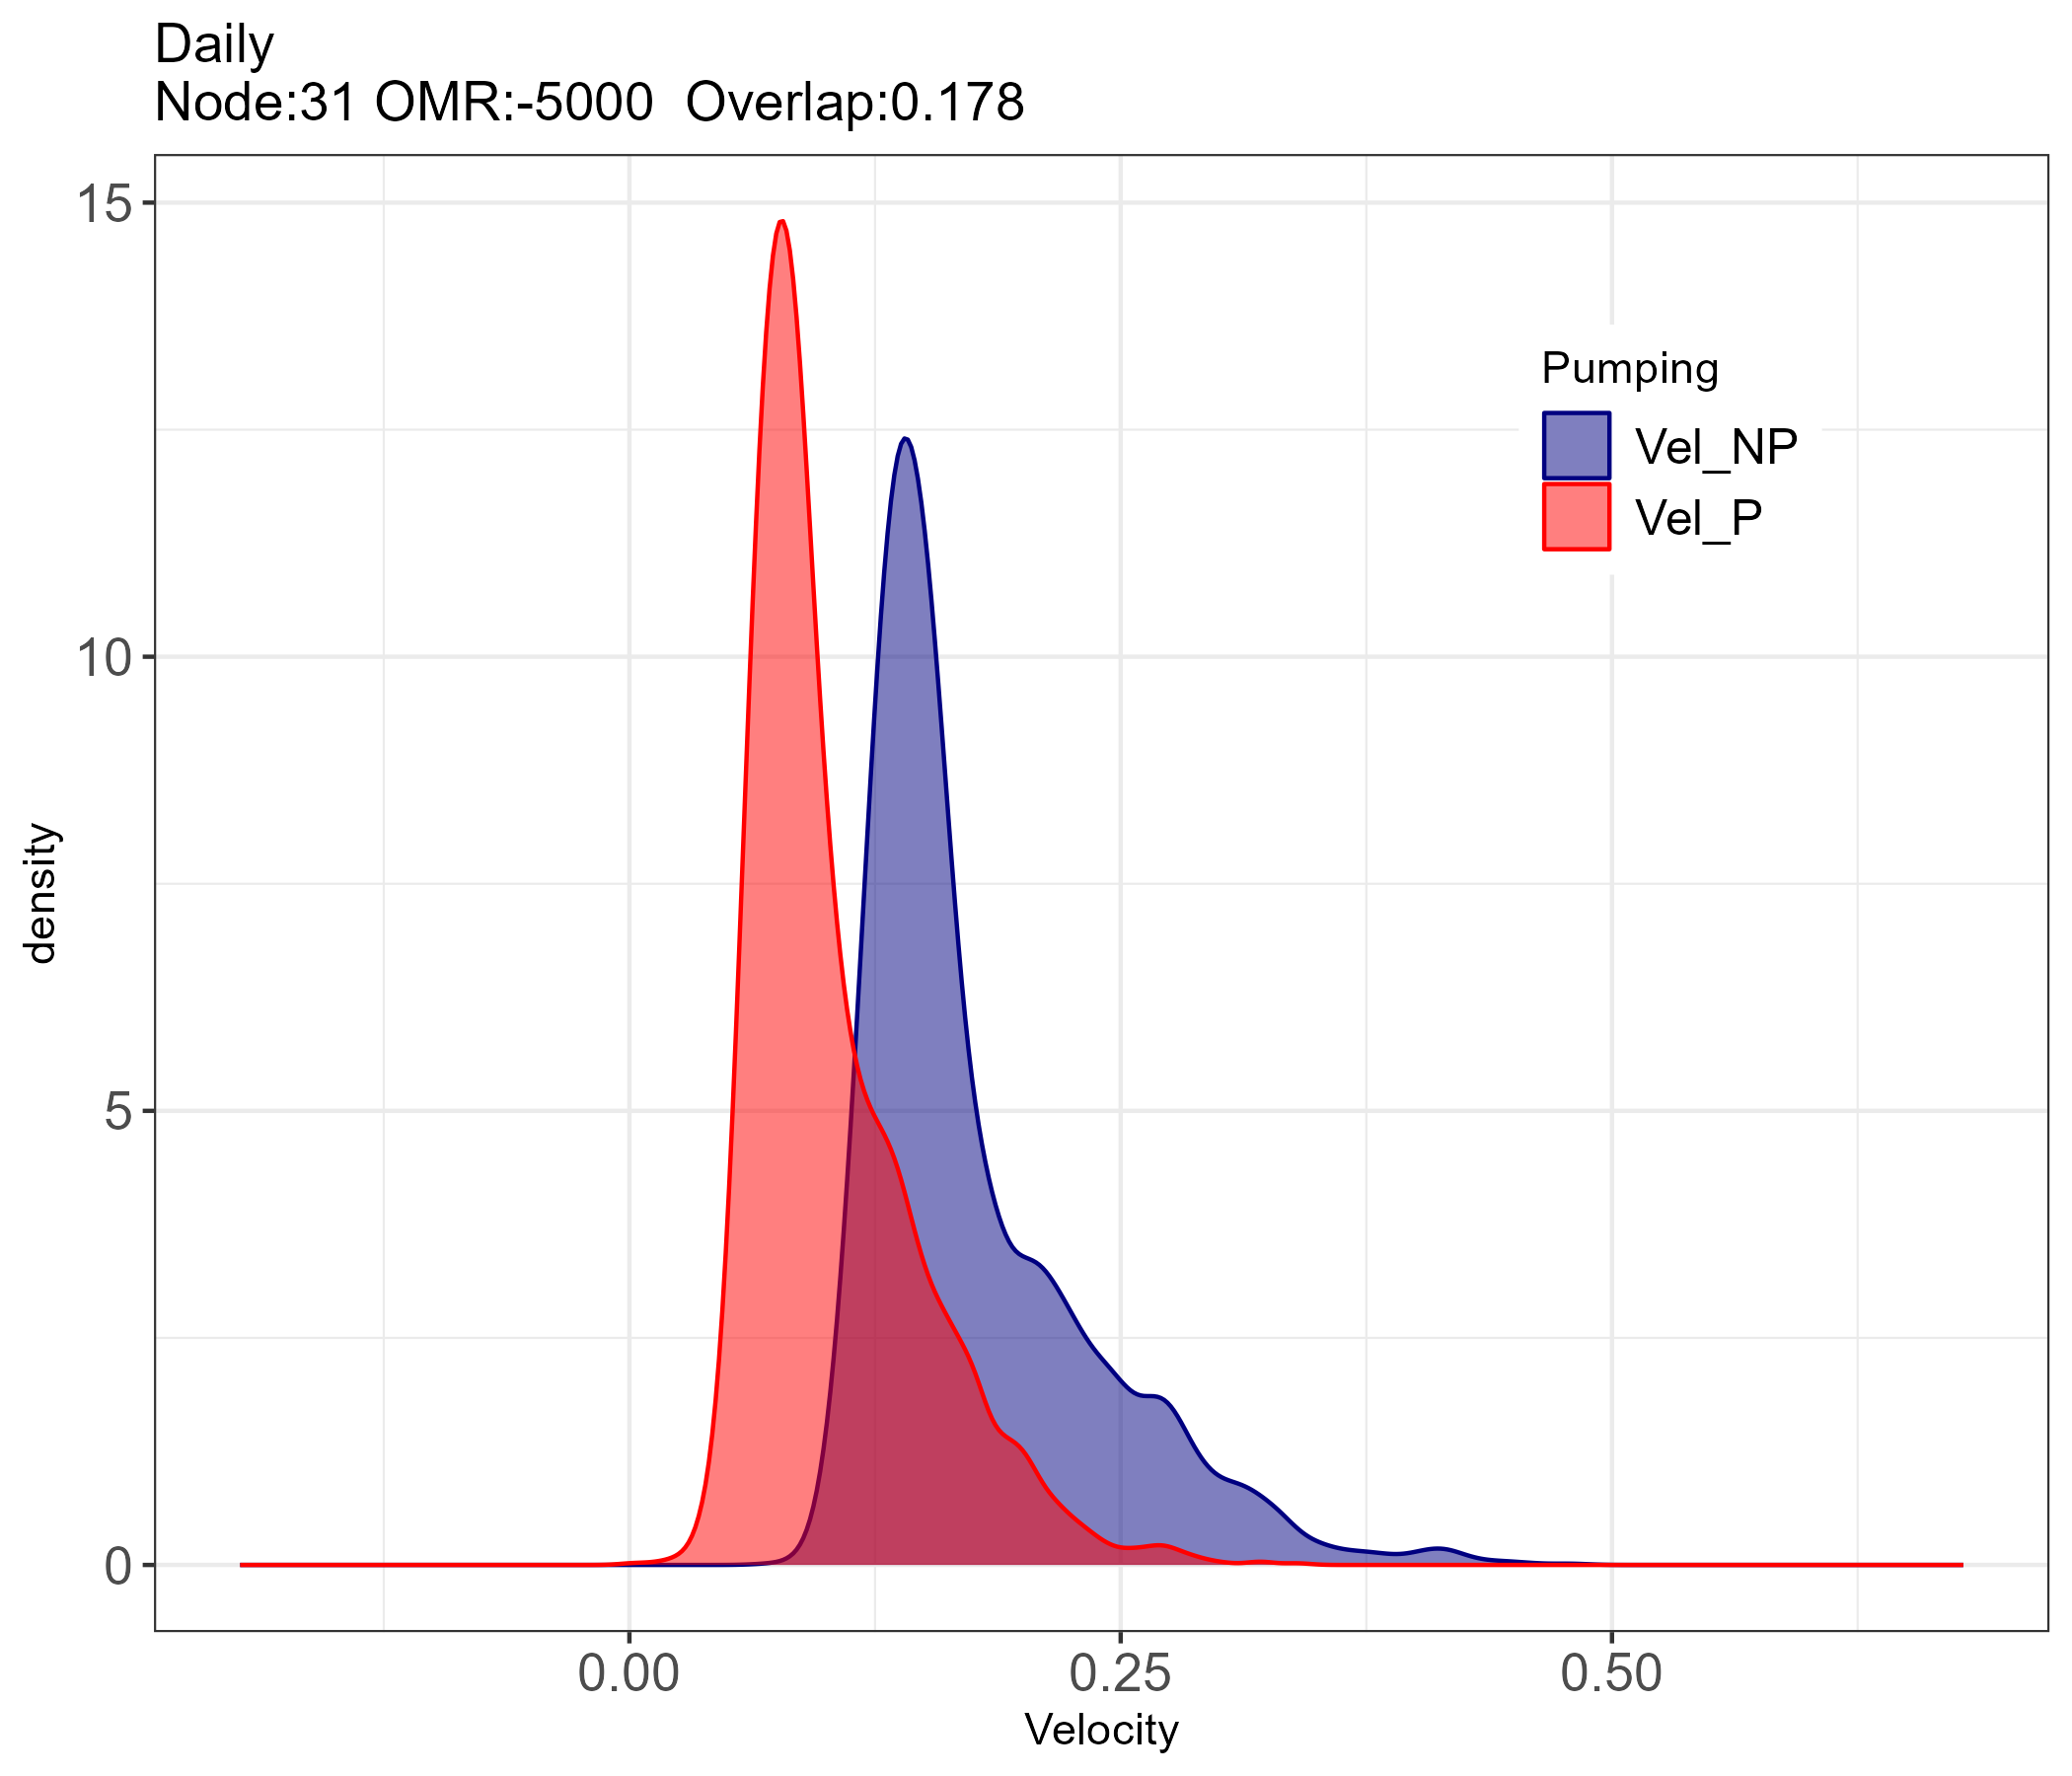 Daily
Node:31 OMR:-5000  Overlap:0.178
15
10
5
0
density
Pumping
Vel_NP
Vel_P
0.00 0.25 0.50
Velocity